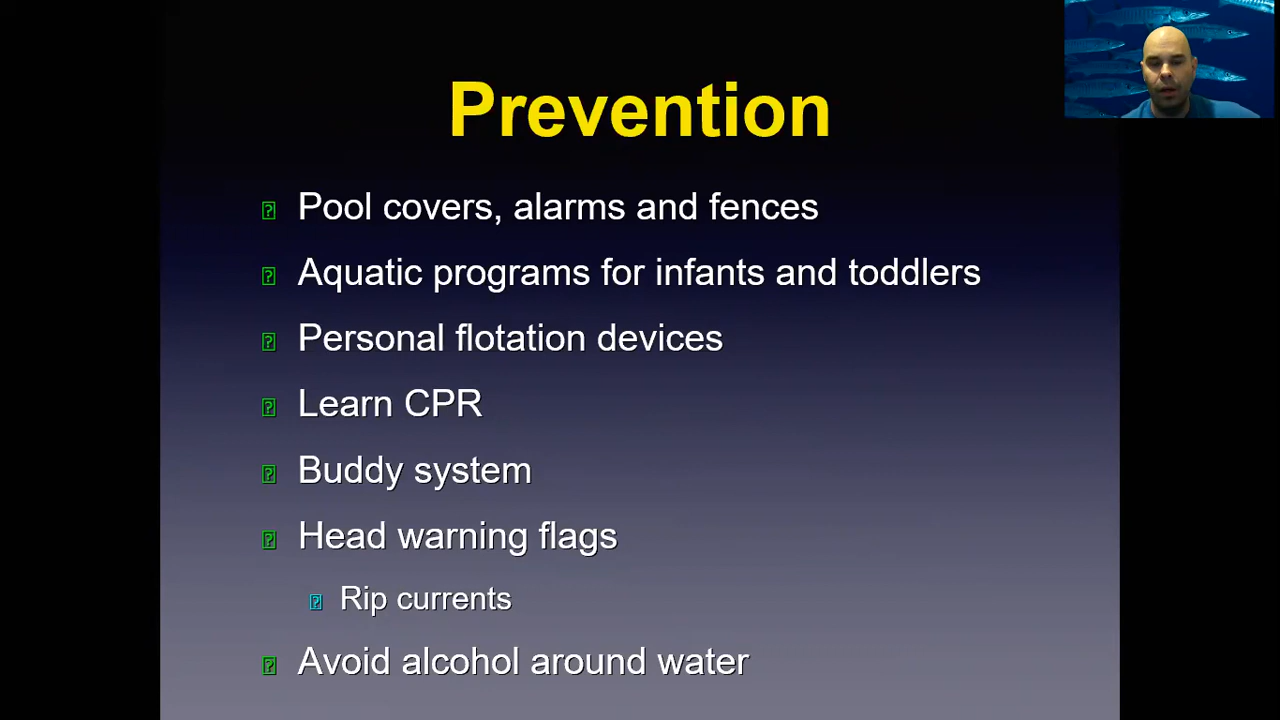 Prevention
Pool covers, alarms and fences
Aquatic programs for infants and toddlers
Personal flotation devices
Learn CPR
Buddy system
Head warning flags
Rip currents
Avoid alcohol around water